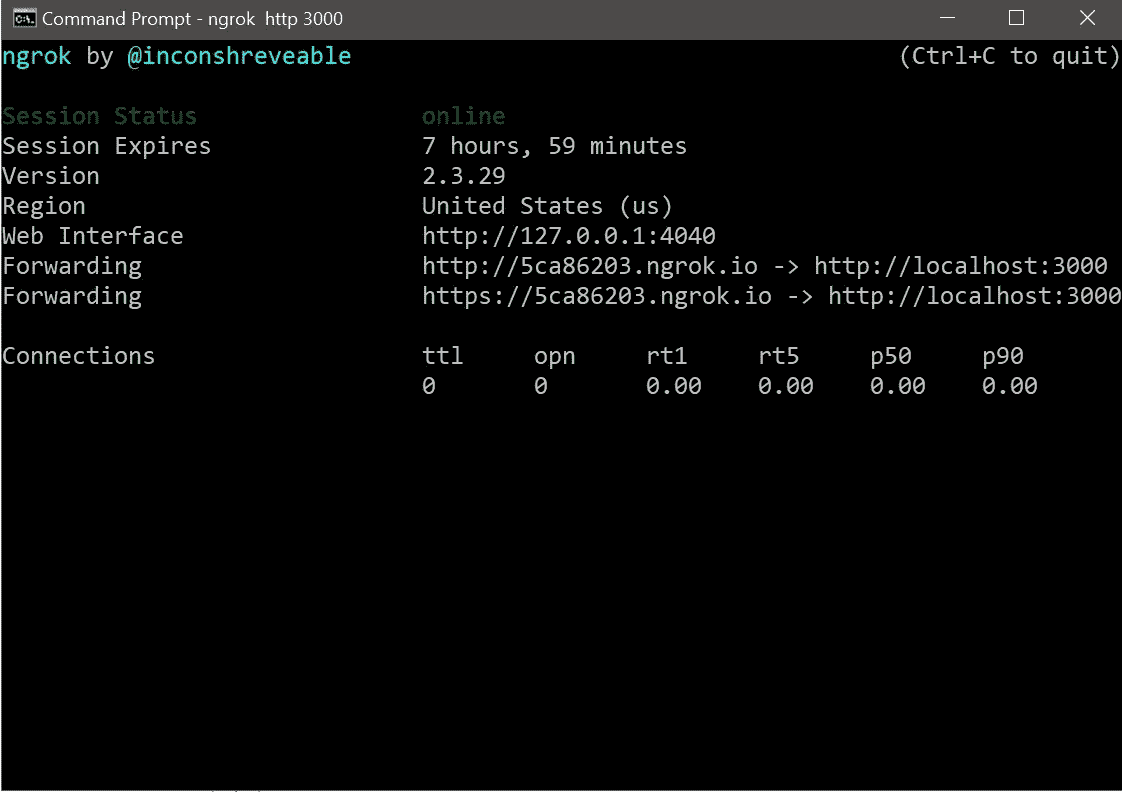 Command Prompt - ngrok  http 3000
ngrok by @inconshreveable (Ctrl+C to quit)
Session Status online
Session Expires 7 hours, 59 minutes
Version 2.3.29
Region United States (us)
Web Interface http://127.0.0.1:4040
Forwarding http://5ca86203.ngrok.io -> http://localhost:3000
Forwarding https://5ca86203.ngrok.io -> http://localhost:3000
Connections ttl opn rt1 rt5 p50 p90
0 0 0.00 0.00 0.00 0.00